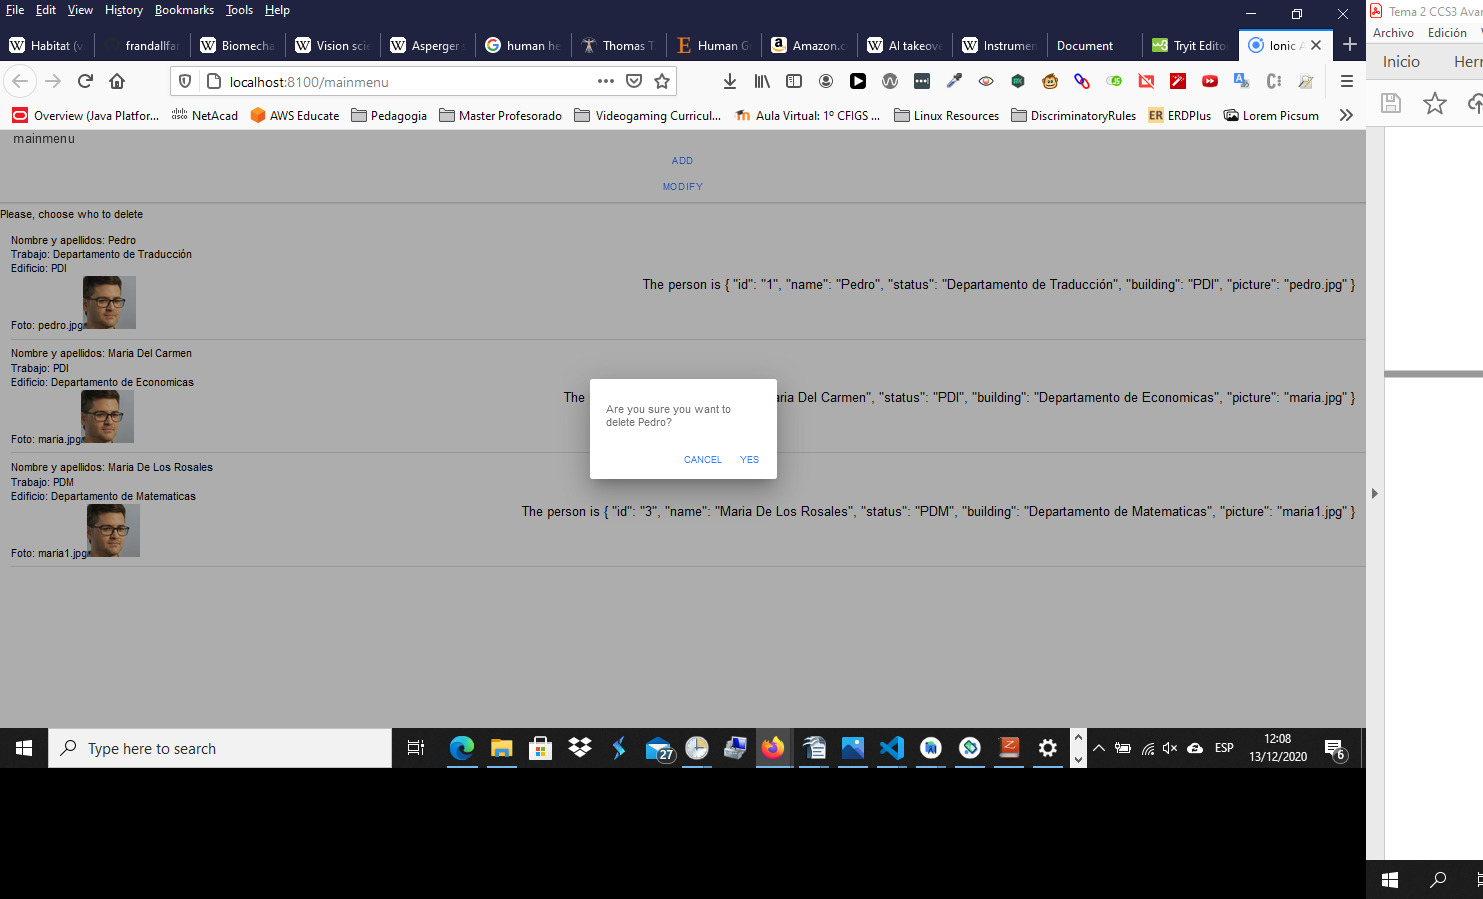 File Edit View History Bookmarks Tools Help
Habitat (v
frandallfar
Biomecha
Vision scie
Asperger s
human he
Thomas T.
Human G
Amazon.c
AI takeove
Instrumen
Document
Tryit Edito
Ionic A
localhost:8100/mainmenu
Overview (Java Platfor... NetAcad AWS Educate Pedagogia Master Profesorado Videogaming Curricul... Aula Virtual: 1º CFIGS ... Linux Resources DiscriminatoryRules ERDPlus Lorem Picsum
mainmenu
ADD
MODIFY
Please, choose who to delete
Nombre y apellidos: Pedro
Trabajo: Departamento de Traducción
Edificio: PDI
Foto: pedro.jpg
The person is { "id": "1", "name": "Pedro", "status": "Departamento de Traducción", "building": "PDI", "picture": "pedro.jpg" }
Nombre y apellidos: Maria Del Carmen
Trabajo: PDI
Edificio: Departamento de Economicas
Foto: maria.jpg
The aria Del Carmen", "status": "PDI", "building": "Departamento de Economicas", "picture": "maria.jpg" }
Nombre y apellidos: Maria De Los Rosales
Trabajo: PDM
Edificio: Departamento de Matematicas
Foto: maria1.jpg
The person is { "id": "3", "name": "Maria De Los Rosales", "status": "PDM", "building": "Departamento de Matematicas", "picture": "maria1.jpg" }
Are you sure you want to
delete Pedro?
CANCEL YES
Type here to search
27
ESP
12:08
13/12/2020
6
Tema 2 CCS3 Avar
Archivo Edición
Inicio Herr